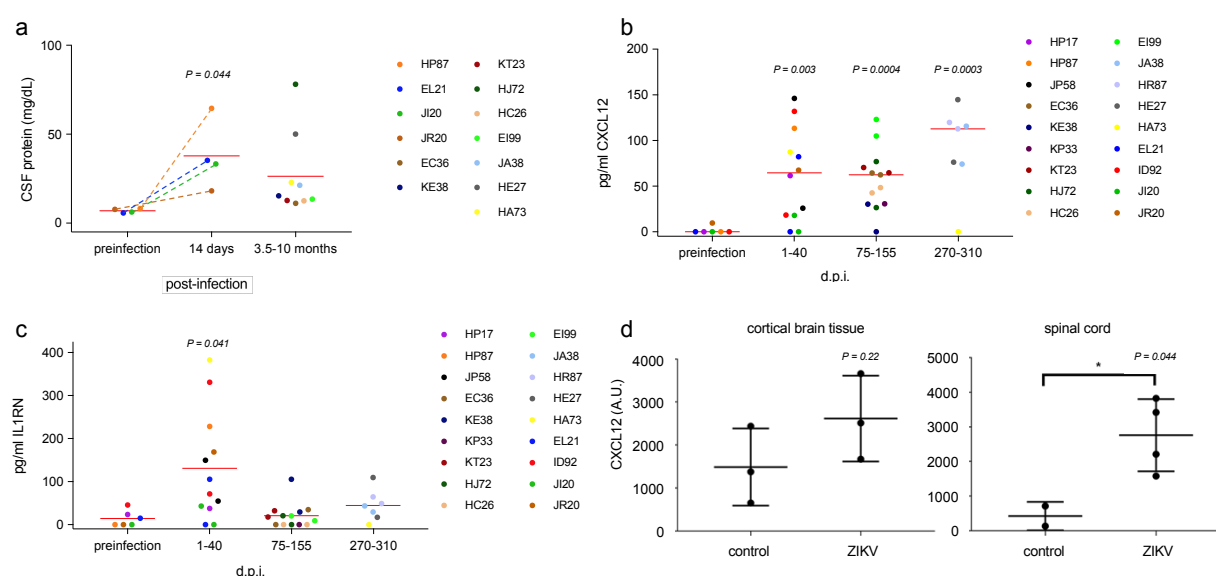 a
CSF protein (mg/dL)
100
50
0
P = 0.044
preinfection
14 days
3.5-10 months
post-infection
HP87
EL21
JI20
JR20
EC36
KE38
KT23
HJ72
HC26
EI99
JA38
HE27
HA73
b
pg/ml CXCL12
200
150
100
50
0
P = 0.003
P = 0.0004
P = 0.0003
preinfection
1-40
75-155
270-310
d.p.i.
HP17
HP87
JP58
EC36
KE38
KP33
KT23
HJ72
HC26
EI99
JA38
HR87
HE27
HA73
EL21
ID92
JI20
JR20
c
pg/ml IL1RN
400
300
200
100
0
P = 0.041
preinfection
1-40
75-155
270-310
d.p.i.
HP17
HP87
JP58
EC36
KE38
KP33
KT23
HJ72
HC26
EI99
JA38
HR87
HE27
HA73
EL21
ID92
JI20
JR20
d
cortical brain tissue
CXCL12 (A.U.)
4000
3000
2000
1000
0
P = 0.22
control
ZIKV
spinal cord
5000
4000
3000
2000
1000
0
P = 0.044
*
control
ZIKV